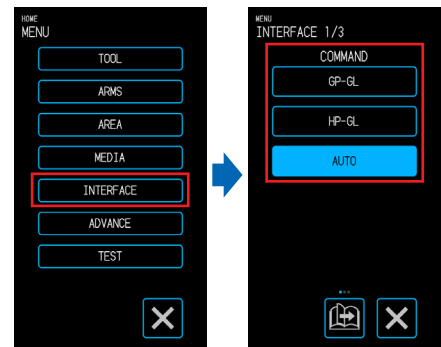 HOME
MENU
TOOL
ARMS
AREA
MEDIA
INTERFACE
ADVANCE
TEST
MENU
INTERFACE 1/3
COMMAND
GP-GL
HP-GL
AUTO